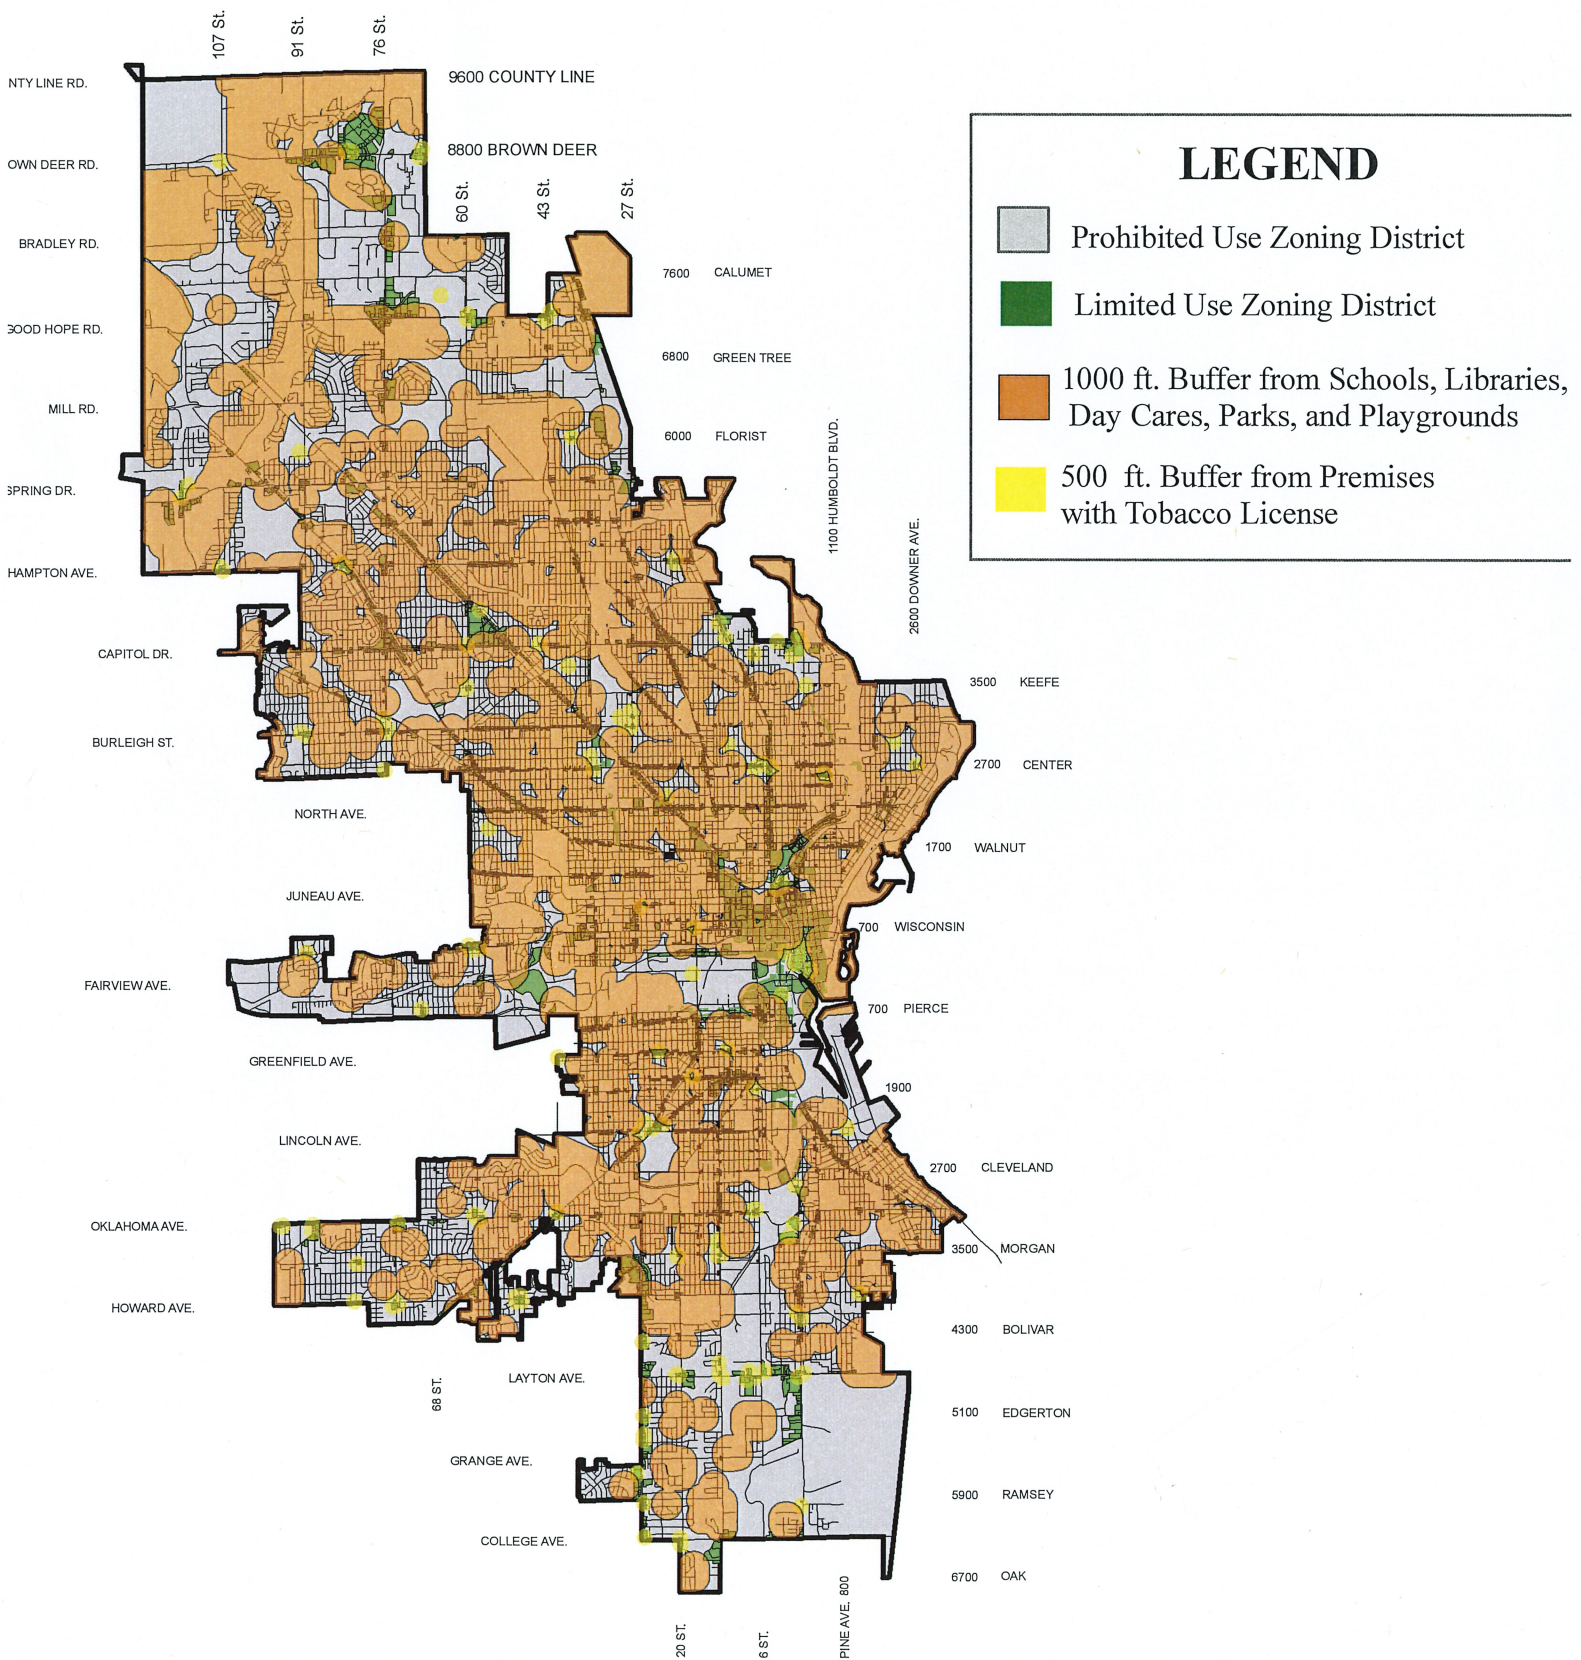 107 St.
91 St.
76 St.
NTY LINE RD.
9600 COUNTY LINE
OWN DEER RD.
8800 BROWN DEER
60 St.
43 St.
27 St.
BRADLEY RD.
7600 CALUMET
GOOD HOPE RD.
6800 GREEN TREE
MILL RD.
6000 FLORIST
1100 HUMBOLDT BLVD.
SPRING DR.
2600 DOWNER AVE.
HAMPTON AVE.
CAPITOL DR.
3500 KEEFE
BURLEIGH ST.
2700 CENTER
NORTH AVE.
1700 WALNUT
JUNEAU AVE.
700 WISCONSIN
FAIRVIEW AVE.
700 PIERCE
GREENFIELD AVE.
1900
LINCOLN AVE.
2700 CLEVELAND
OKLAHOMA AVE.
3500 MORGAN
HOWARD AVE.
4300 BOLIVAR
LAYTON AVE.
68 ST.
5100 EDGERTON
GRANGE AVE.
5900 RAMSEY
COLLEGE AVE.
6700 OAK
20 ST.
6 ST.
PINE AVE. 800
LEGEND
Prohibited Use Zoning District
Limited Use Zoning District
1000 ft. Buffer from Schools, Libraries,
Day Cares, Parks, and Playgrounds
500 ft. Buffer from Premises
with Tobacco License